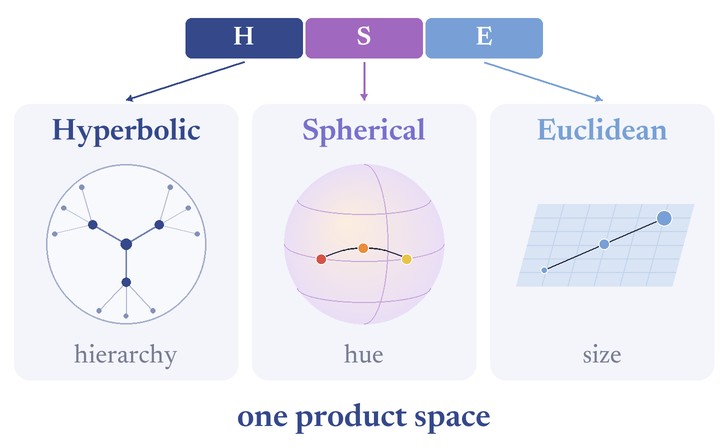 H S E
Hyperbolic Spherical Euclidean
hierarchy hue size
one product space